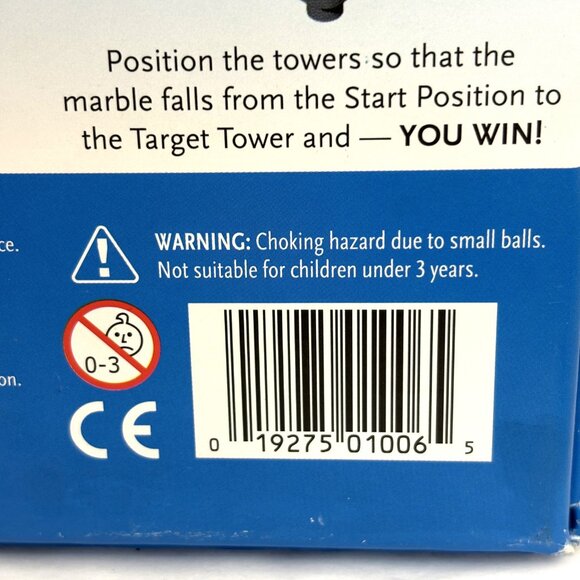 Position the towers so that the
marble falls from the Start Position to
the Target Tower and — YOU WIN!
ce.
WARNING: Choking hazard due to small balls.
Not suitable for children under 3 years.
0-3
on.
CE
0 19275 01006 5